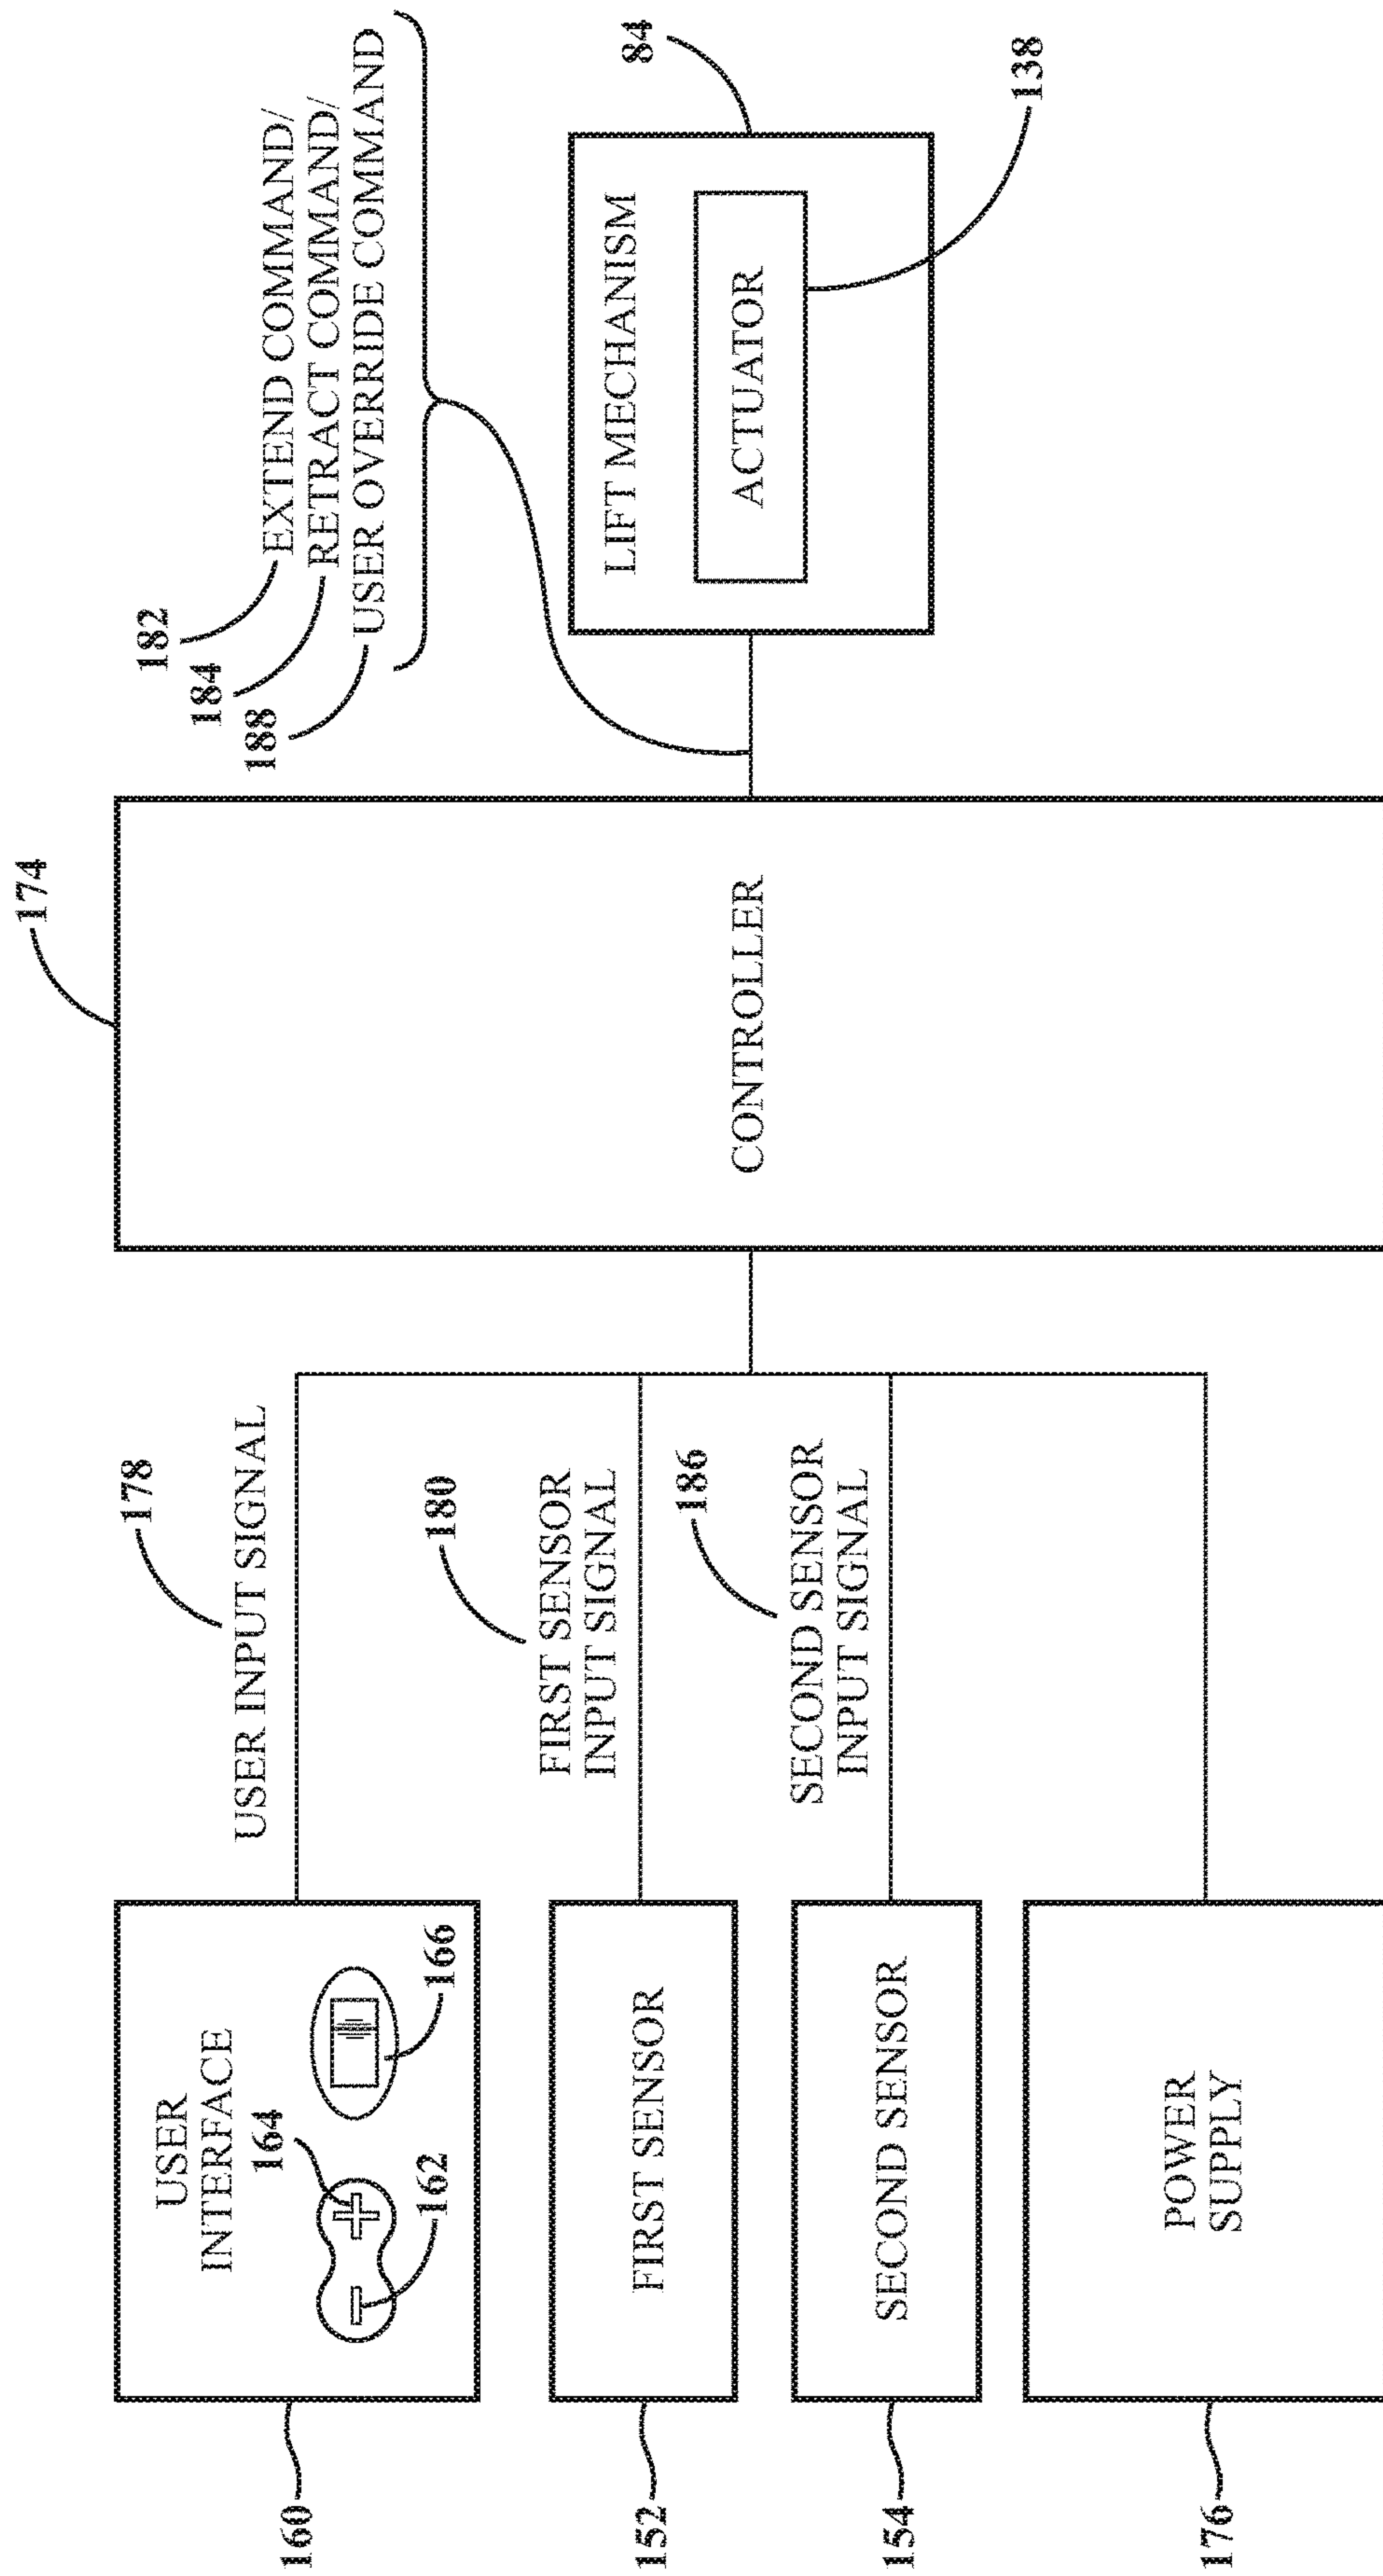 160
USER
INTERFACE
164
162
166
178
USER INPUT SIGNAL
152
FIRST SENSOR
180
FIRST SENSOR
INPUT SIGNAL
154
SECOND SENSOR
186
SECOND SENSOR
INPUT SIGNAL
176
POWER
SUPPLY
174
CONTROLLER
182
EXTEND COMMAND/
184
RETRACT COMMAND/
188
USER OVERRIDE COMMAND
84
LIFT MECHANISM
ACTUATOR
138